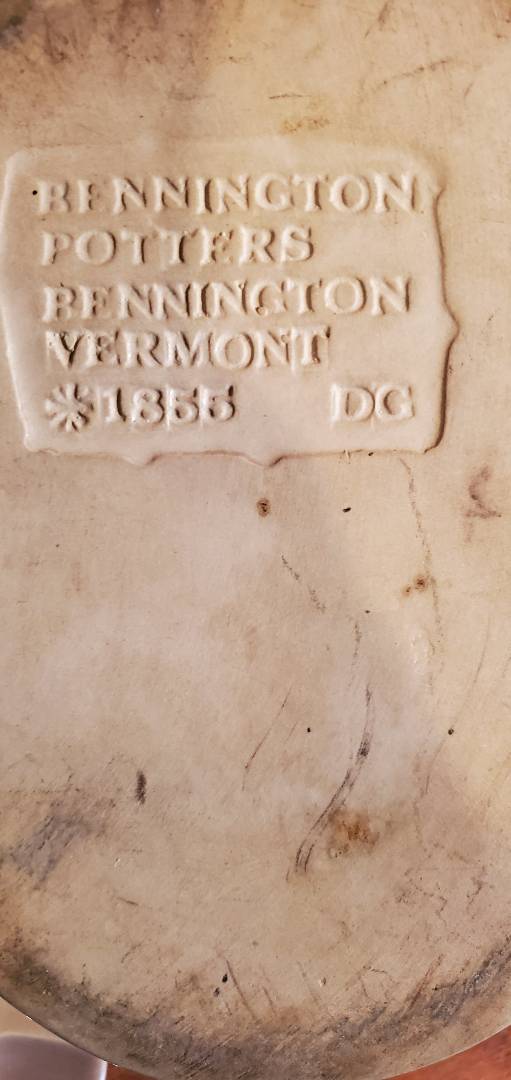 BENNINGTON
POTTERS
BENNINGTON
VERMONT
*1855 DG